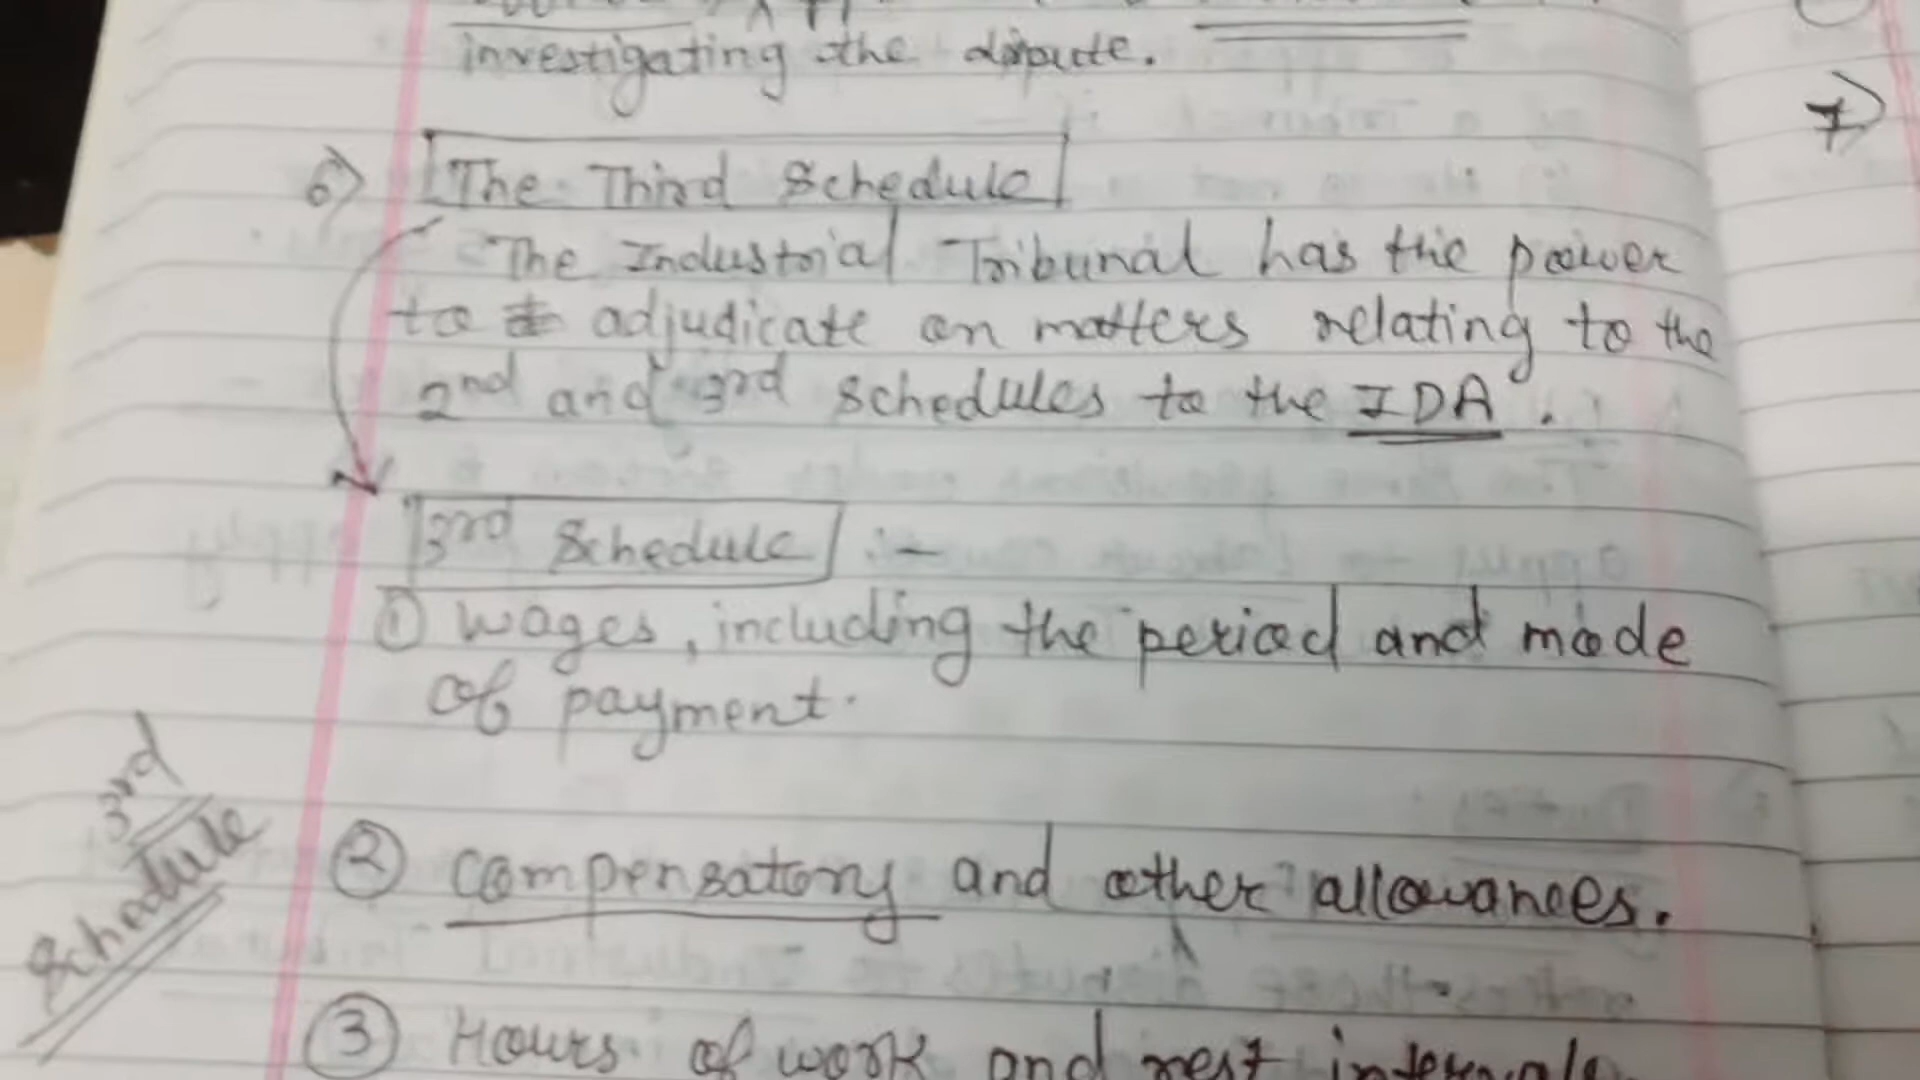 investigating the dispute.
6) The Third Schedule
The Industrial Tribunal has the power
to adjudicate on matters relating to the
2nd and 3rd schedules to the IDA.
3rd Schedule :-
① Wages, including the period and mode
of payment.
② Compensatory and other allowances.
③ Hours of work and rest intervals.
3rd
Schedule
7)